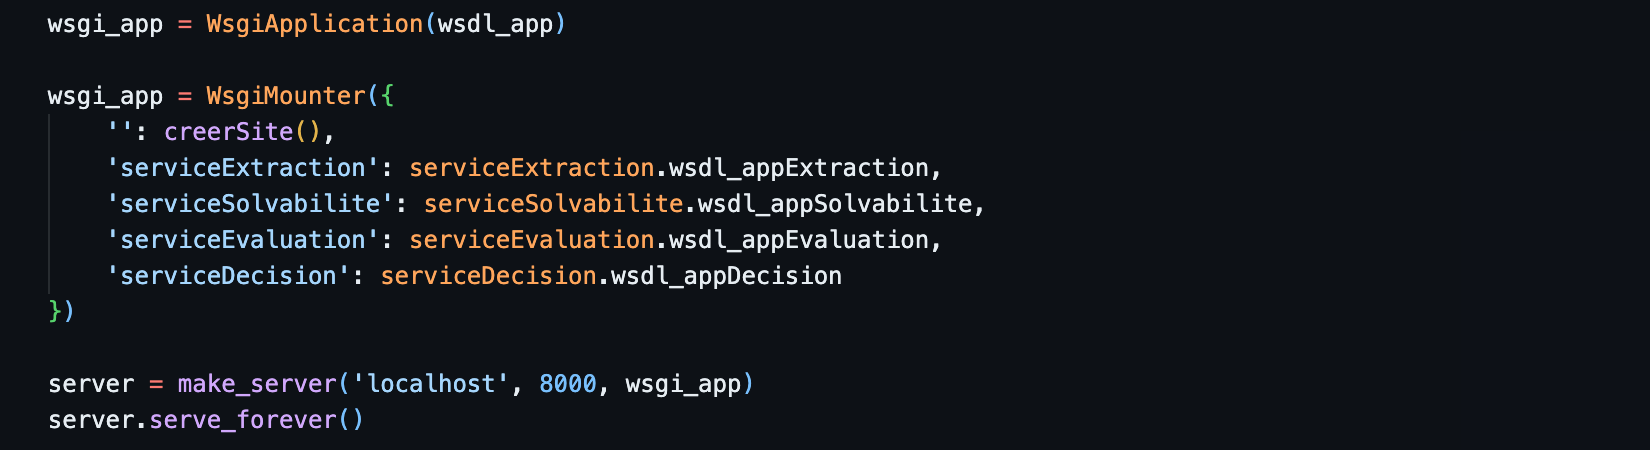 wsgi_app = WsgiApplication(wsdl_app)
wsgi_app = WsgiMounter({
'': creerSite(),
'serviceExtraction': serviceExtraction.wsdl_appExtraction,
'serviceSolvabilite': serviceSolvabilite.wsdl_appSolvabilite,
'serviceEvaluation': serviceEvaluation.wsdl_appEvaluation,
'serviceDecision': serviceDecision.wsdl_appDecision
})
server = make_server('localhost', 8000, wsgi_app)
server.serve_forever()